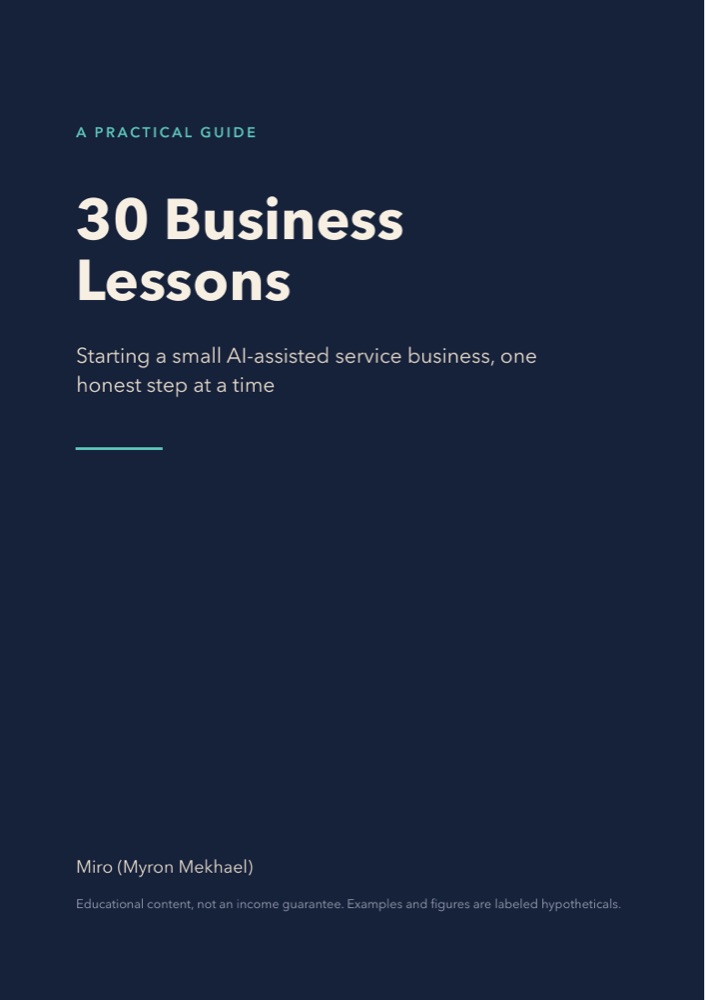 A PRACTICAL GUIDE
30 Business
Lessons
Starting a small AI-assisted service business, one
honest step at a time
Miro (Myron Mekhael)
Educational content, not an income guarantee. Examples and figures are labeled hypotheticals.